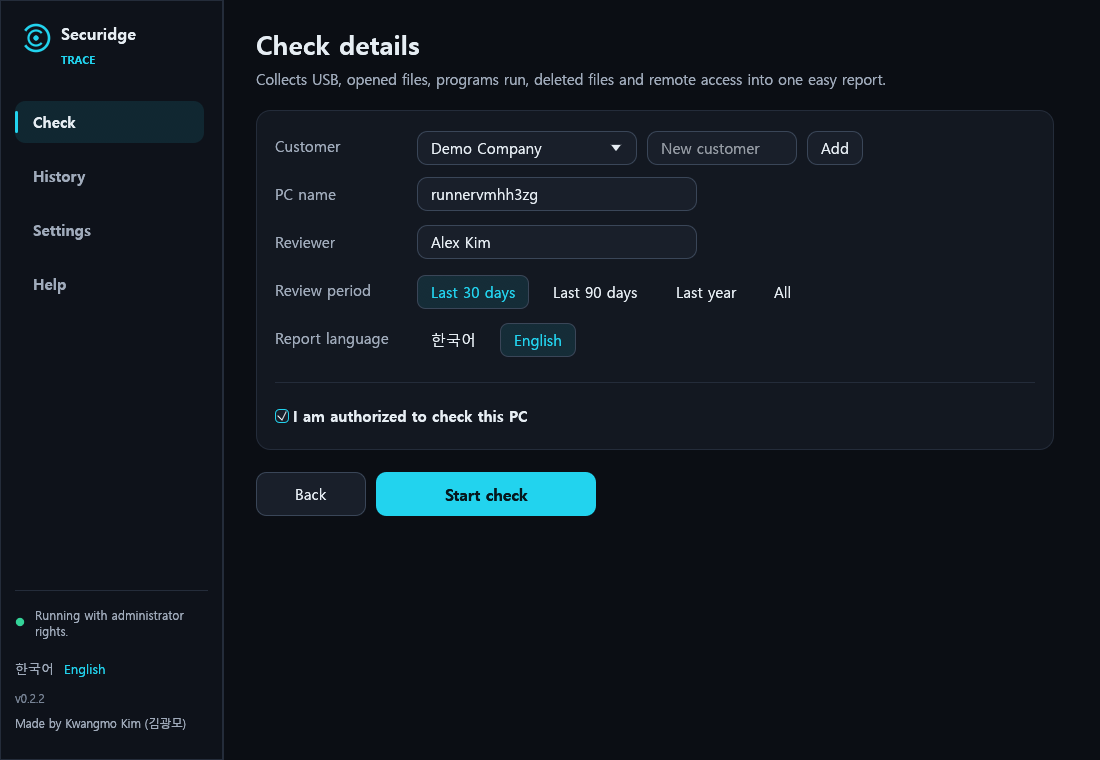 Securidge
TRACE
Check
History
Settings
Help
Running with administrator
rights.
한국어 English
v0.2.2
Made by Kwangmo Kim (김광모)
Check details
Collects USB, opened files, programs run, deleted files and remote access into one easy report.
Customer Demo Company New customer Add
PC name runnervmhh3zg
Reviewer Alex Kim
Review period Last 30 days Last 90 days Last year All
Report language 한국어 English
I am authorized to check this PC
Back Start check